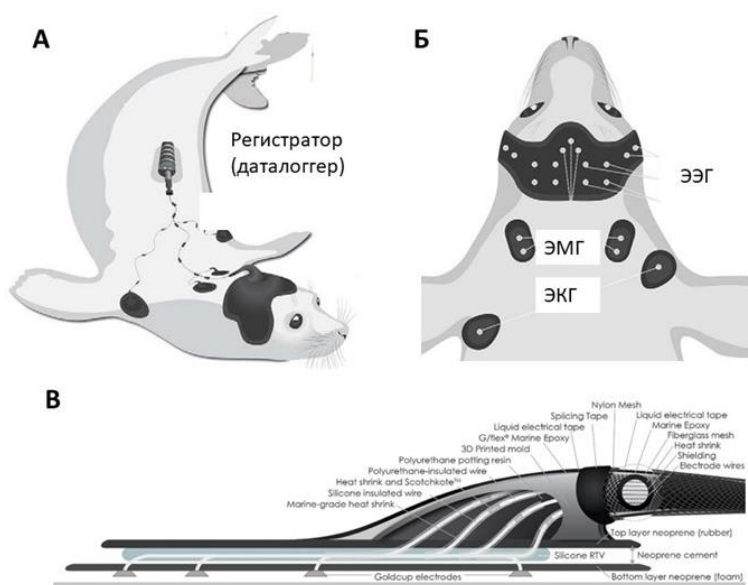 А
Б
Регистратор
(даталоггер)
ЭЭГ
ЭМГ
ЭКГ
В
Nylon Mesh
Splicing Tape
Liquid electrical tape
Liquid electrical tape
Marine Epoxy
G/flex® Marine Epoxy
Fiberglass mesh
3D Printed mold
Heat shrink
Polyurethane potting resin
Shielding
Polyurethane-insulated wire
Electrode wires
Heat shrink and Scotchkote™
Silicone insulated wire
Marine-grade heat shrink
Top layer neoprene (rubber)
Silicone RTV
Neoprene cement
Goldcup electrodes
Bottom layer neoprene (foam)